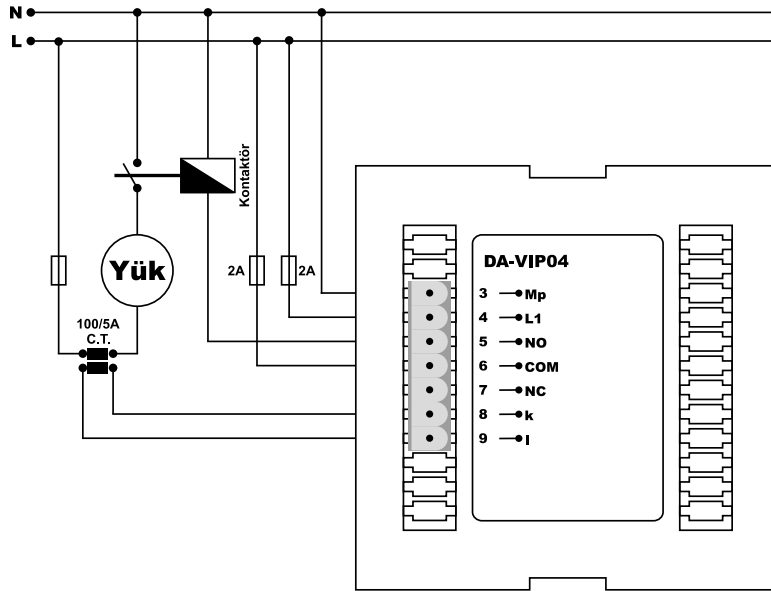 N
L
Kontaktör
Yük
2A
2A
100/5A
C.T.
DA-VIP04
3 Mp
4 L1
5 NO
6 COM
7 NC
8 k
9 l